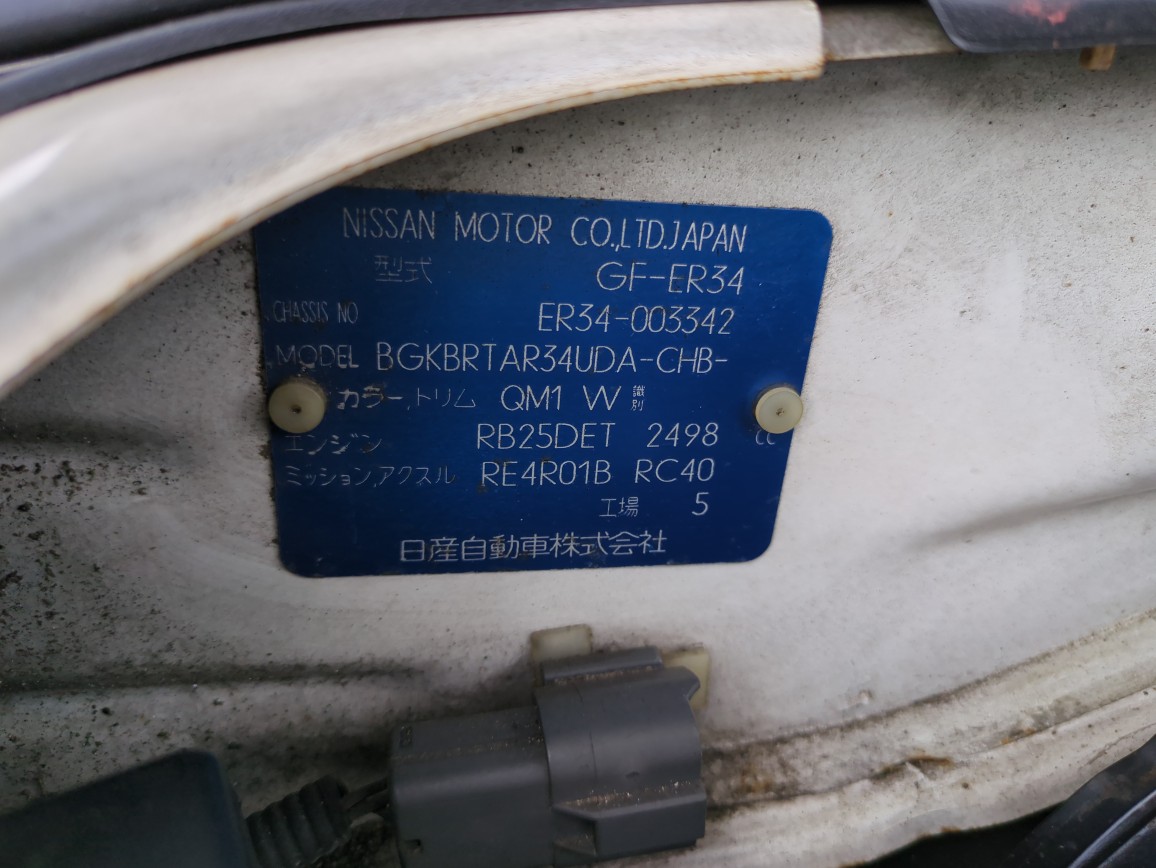 NISSAN MOTOR CO.,LTD.JAPAN
型式 GF-ER34
CHASSIS NO ER34-003342
MODEL BGKBRTAR34UDA-CHB-
カラー,トリム QM1 W 識別
エンジン RB25DET 2498 CC
ミッション,アクスル RE4R01B RC40
工場 5
日産自動車株式会社